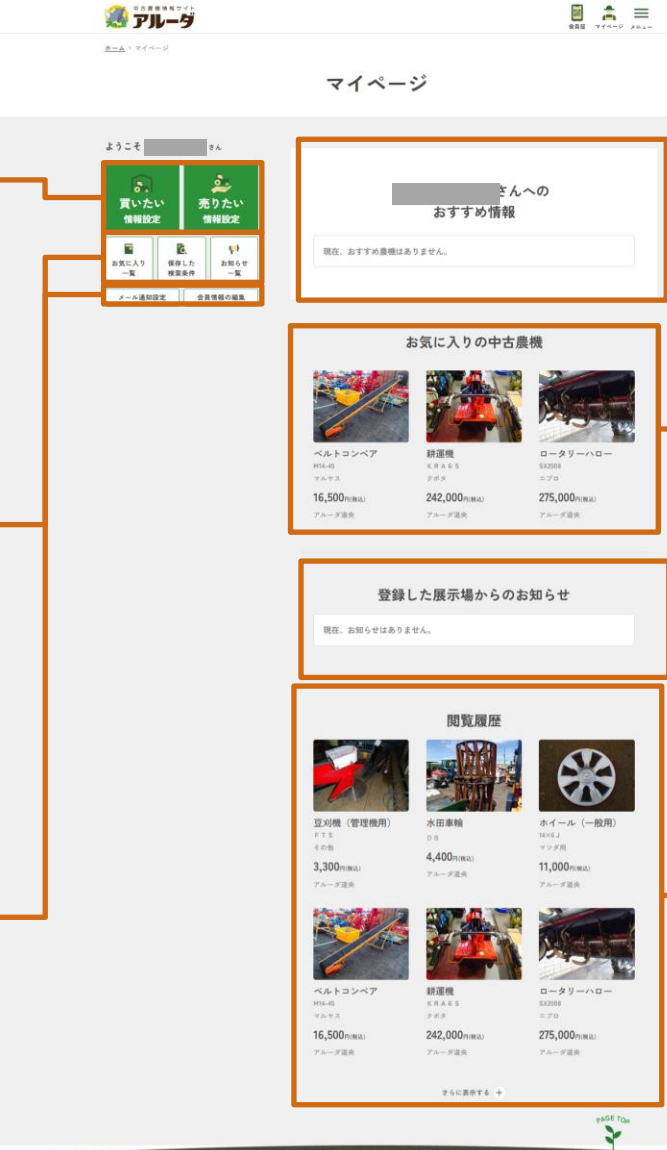 中古農機情報サイト
アルーダ
会員証 マイページ メニュー
ホーム > マイページ
マイページ
ようこそ さん
買いたい
情報設定
売りたい
情報設定
お気に入り
一覧
保存した
検索条件
お知らせ
一覧
メール通知設定 会員情報の編集
さんへの
おすすめ情報
現在、おすすめ農機はありません。
お気に入りの中古農機
ベルトコンベア
M14-45
マルヤス
16,500円(税込)
アルーダ道央
耕運機
ＫＲＡ６５
クボタ
242,000円(税込)
アルーダ道央
ロータリーハロー
SX2008
ニプロ
275,000円(税込)
アルーダ道央
登録した展示場からのお知らせ
現在、お知らせはありません。
閲覧履歴
豆刈機（管理機用）
ＦＴＳ
その他
3,300円(税込)
アルーダ道央
水田車輪
ＤＢ
4,400円(税込)
アルーダ道央
ホイール（一般用）
14×6Ｊ
マツダ用
11,000円(税込)
アルーダ道央
ベルトコンベア
M14-45
マルヤス
16,500円(税込)
アルーダ道央
耕運機
ＫＲＡ６５
クボタ
242,000円(税込)
アルーダ道央
ロータリーハロー
SX2008
ニプロ
275,000円(税込)
アルーダ道央
さらに表示する +
PAGE TOP